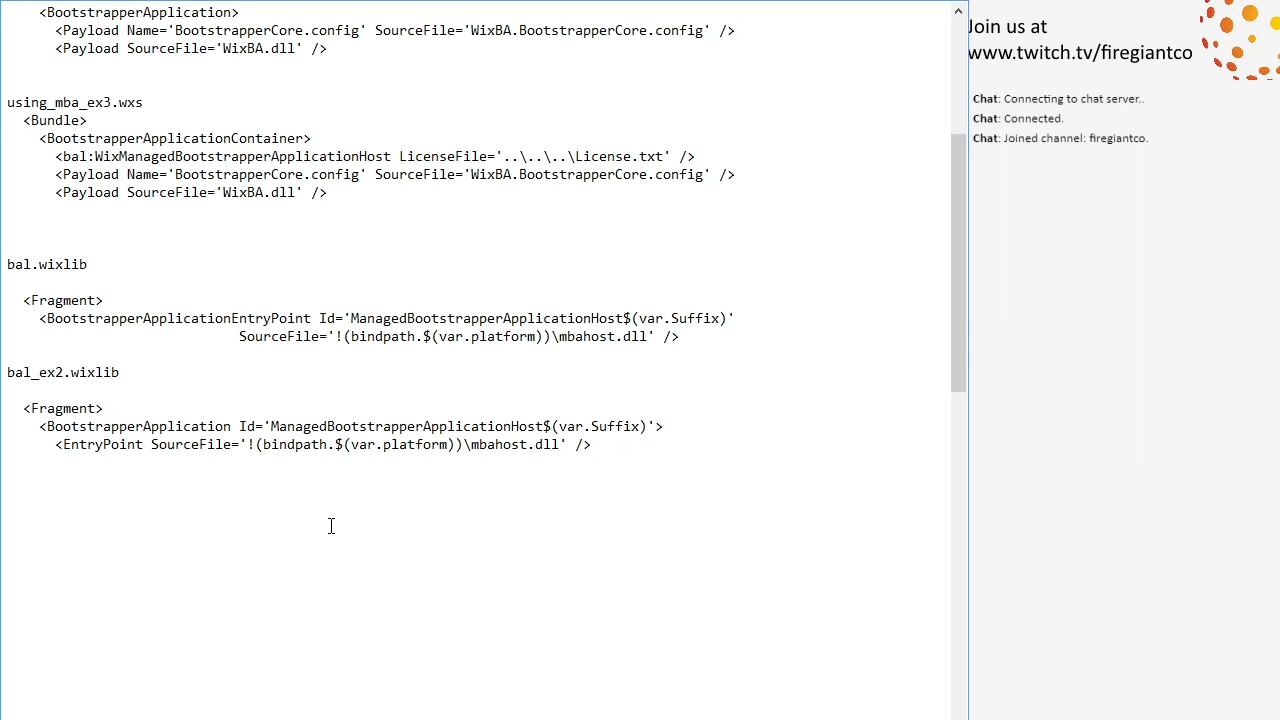 <BootstrapperApplication>
<Payload Name='BootstrapperCore.config' SourceFile='WixBA.BootstrapperCore.config' />
<Payload SourceFile='WixBA.dll' />
using_mba_ex3.wxs
<Bundle>
<BootstrapperApplicationContainer>
<bal:WixManagedBootstrapperApplicationHost LicenseFile='..\..\..\License.txt' />
<Payload Name='BootstrapperCore.config' SourceFile='WixBA.BootstrapperCore.config' />
<Payload SourceFile='WixBA.dll' />
bal.wixlib
<Fragment>
<BootstrapperApplicationEntryPoint Id='ManagedBootstrapperApplicationHost$(var.Suffix)'
SourceFile='!(bindpath.$(var.platform))\mbahost.dll' />
bal_ex2.wixlib
<Fragment>
<BootstrapperApplication Id='ManagedBootstrapperApplicationHost$(var.Suffix)'>
<EntryPoint SourceFile='!(bindpath.$(var.platform))\mbahost.dll' />
Join us at
www.twitch.tv/firegiantco
Chat: Connecting to chat server..
Chat: Connected.
Chat: Joined channel: firegiantco.